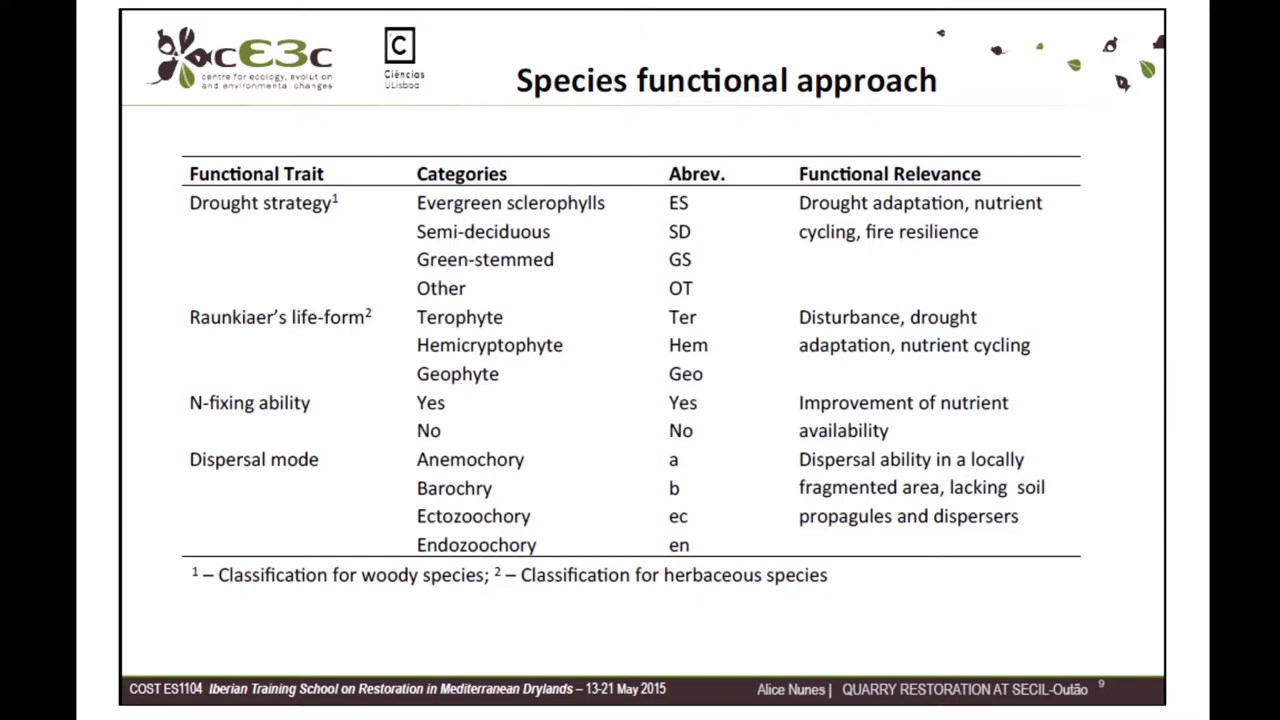 cE3c
centre for ecology, evolution
and environmental changes
C
Ciências
ULisboa
Species functional approach
Functional Trait Categories Abrev. Functional Relevance
Drought strategy¹ Evergreen sclerophylls ES Drought adaptation, nutrient
Semi-deciduous SD cycling, fire resilience
Green-stemmed GS
Other OT
Raunkiaer’s life-form² Terophyte Ter Disturbance, drought
Hemicryptophyte Hem adaptation, nutrient cycling
Geophyte Geo
N-fixing ability Yes Yes Improvement of nutrient
No No availability
Dispersal mode Anemochory a Dispersal ability in a locally
Barochry b fragmented area, lacking soil
Ectozoochory ec propagules and dispersers
Endozoochory en
¹ – Classification for woody species; ² – Classification for herbaceous species
COST ES1104 Iberian Training School on Restoration in Mediterranean Drylands – 13-21 May 2015 Alice Nunes | QUARRY RESTORATION AT SECIL-Outão 9